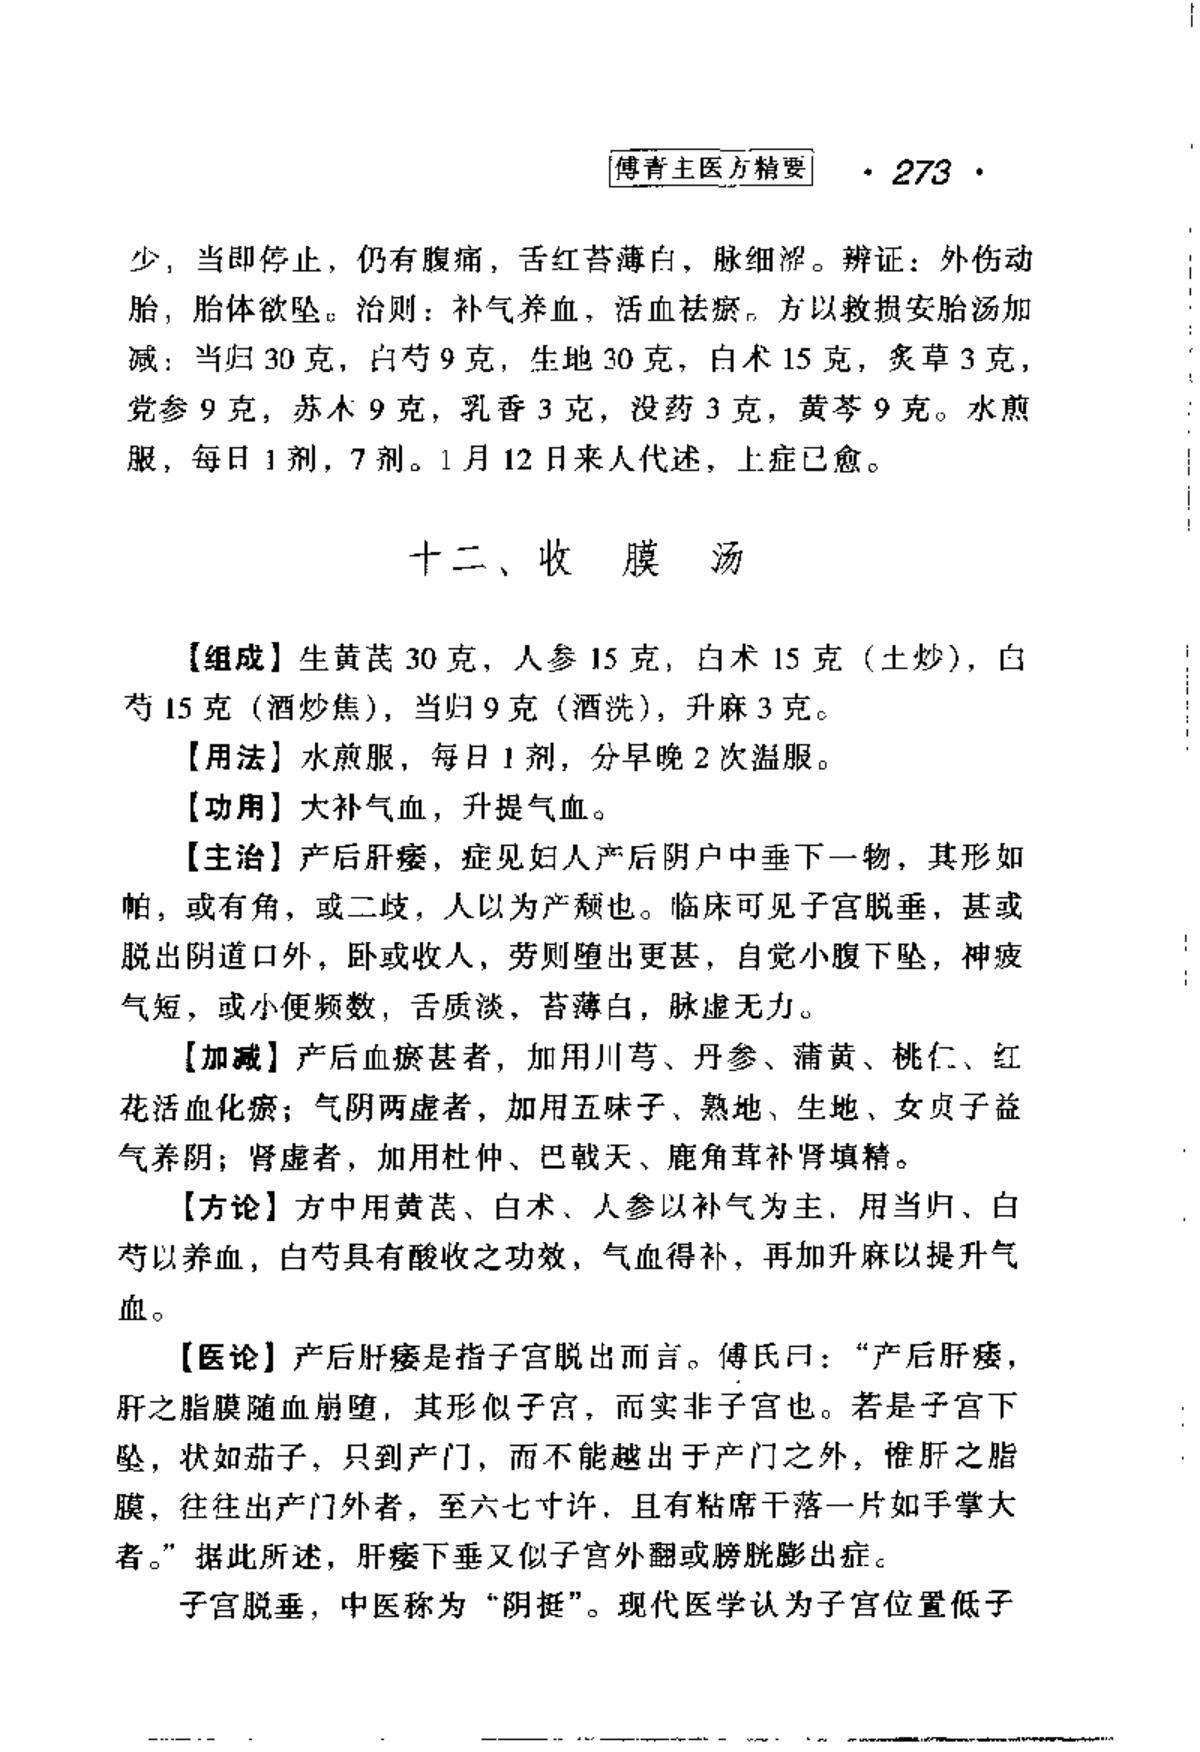 傅青主医方精要 · 273 ·
少，当即停止，仍有腹痛，舌红苔薄白，脉细涩。辨证：外伤动
胎，胎体欲坠。治则：补气养血，活血祛瘀。方以救损安胎汤加
减：当归 30 克，白芍 9 克，生地 30 克，白术 15 克，炙草 3 克，
党参 9 克，苏木 9 克，乳香 3 克，没药 3 克，黄芩 9 克。水煎
服，每日 1 剂，7 剂。1 月 12 日来人代述，上症已愈。
十二、收 膜 汤
【组成】生黄芪 30 克，人参 15 克，白术 15 克（土炒），白
芍 15 克（酒炒焦），当归 9 克（酒洗），升麻 3 克。
【用法】水煎服，每日 1 剂，分早晚 2 次温服。
【功用】大补气血，升提气血。
【主治】产后肝痿，症见妇人产后阴户中垂下一物，其形如
帕，或有角，或二歧，人以为产颓也。临床可见子宫脱垂，甚或
脱出阴道口外，卧或收人，劳则堕出更甚，自觉小腹下坠，神疲
气短，或小便频数，舌质淡，苔薄白，脉虚无力。
【加减】产后血瘀甚者，加用川芎、丹参、蒲黄、桃仁、红
花活血化瘀；气阴两虚者，加用五味子、熟地、生地、女贞子益
气养阴；肾虚者，加用杜仲、巴戟天、鹿角茸补肾填精。
【方论】方中用黄芪、白术、人参以补气为主，用当归、白
芍以养血，白芍具有酸收之功效，气血得补，再加升麻以提升气
血。
【医论】产后肝痿是指子宫脱出而言。傅氏曰：“产后肝痿，
肝之脂膜随血崩堕，其形似子宫，而实非子宫也。若是子宫下
坠，状如茄子，只到产门，而不能越出于产门之外，惟肝之脂
膜，往往出产门外者，至六七寸许，且有粘席干落一片如手掌大
者。”据此所述，肝痿下垂又似子宫外翻或膀胱膨出症。
子宫脱垂，中医称为“阴挺”。现代医学认为子宫位置低子